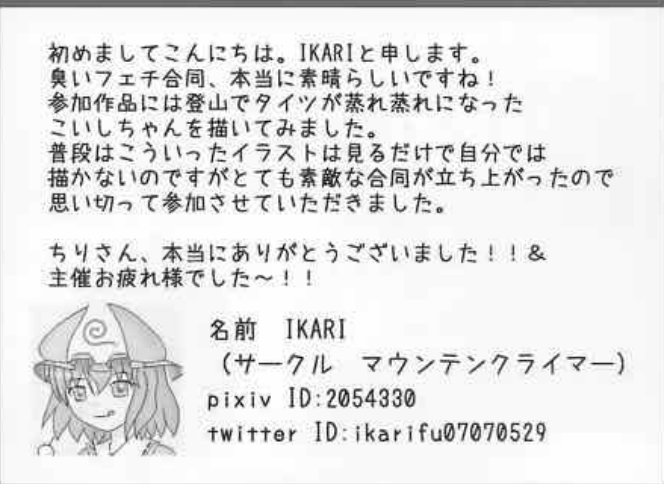 初めましてこんにちは。IKARIと申します。
臭いフェチ合同、本当に素晴らしいですね！
参加作品には登山でタイツが蒸れ蒸れになった
こいしちゃんを描いてみました。
普段はこういったイラストは見るだけで自分では
描かないのですがとても素敵な合同が立ち上がったので
思い切って参加させていただきました。
ちりさん、本当にありがとうございました！！＆
主催お疲れ様でした～！！
名前　IKARI
（サークル　マウンテンクライマー）
pixiv ID:2054330
twitter ID:ikarifu07070529